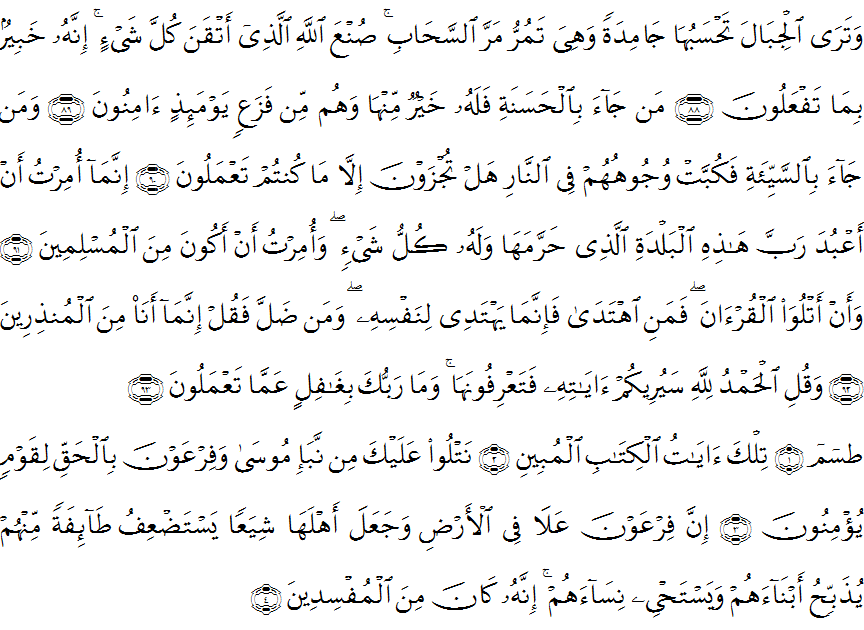 وَتَرَى ٱلْجِبَالَ تَحْسَبُهَا جَامِدَةً وَهِىَ تَمُرُّ مَرَّ ٱلسَّحَابِ ۚ صُنْعَ ٱللَّهِ ٱلَّذِىٓ أَتْقَنَ كُلَّ شَىْءٍ ۚ إِنَّهُۥ خَبِيرٌۢ
بِمَا تَفْعَلُونَ ﴿٨٨﴾ مَن جَآءَ بِٱلْحَسَنَةِ فَلَهُۥ خَيْرٌۭ مِّنْهَا وَهُم مِّن فَزَعٍۢ يَوْمَئِذٍ ءَامِنُونَ ﴿٨٩﴾ وَمَن
جَآءَ بِٱلسَّيِّئَةِ فَكُبَّتْ وُجُوهُهُمْ فِى ٱلنَّارِ هَلْ تُجْزَوْنَ إِلَّا مَا كُنتُمْ تَعْمَلُونَ ﴿٩٠﴾ إِنَّمَآ أُمِرْتُ أَنْ
أَعْبُدَ رَبَّ هَـٰذِهِ ٱلْبَلْدَةِ ٱلَّذِى حَرَّمَهَا وَلَهُۥ كُلُّ شَىْءٍۢ ۖ وَأُمِرْتُ أَنْ أَكُونَ مِنَ ٱلْمُسْلِمِينَ ﴿٩١﴾
وَأَنْ أَتْلُوَا۟ ٱلْقُرْءَانَ ۖ فَمَنِ ٱهْتَدَىٰ فَإِنَّمَا يَهْتَدِى لِنَفْسِهِۦ ۖ وَمَن ضَلَّ فَقُلْ إِنَّمَآ أَنَا۠ مِنَ ٱلْمُنذِرِينَ
﴿٩٢﴾ وَقُلِ ٱلْحَمْدُ لِلَّهِ سَيُرِيكُمْ ءَايَـٰتِهِۦ فَتَعْرِفُونَهَا ۚ وَمَا رَبُّكَ بِغَـٰفِلٍ عَمَّا تَعْمَلُونَ ﴿٩٣﴾
طسٓمٓ ﴿١﴾ تِلْكَ ءَايَـٰتُ ٱلْكِتَـٰبِ ٱلْمُبِينِ ﴿٢﴾ نَتْلُوا۟ عَلَيْكَ مِن نَّبَإِ مُوسَىٰ وَفِرْعَوْنَ بِٱلْحَقِّ لِقَوْمٍۢ
يُؤْمِنُونَ ﴿٣﴾ إِنَّ فِرْعَوْنَ عَلَا فِى ٱلْأَرْضِ وَجَعَلَ أَهْلَهَا شِيَعًۭا يَسْتَضْعِفُ طَآئِفَةًۭ مِّنْهُمْ
يُذَبِّحُ أَبْنَآءَهُمْ وَيَسْتَحْىِۦ نِسَآءَهُمْ ۚ إِنَّهُۥ كَانَ مِنَ ٱلْمُفْسِدِينَ ﴿٤﴾